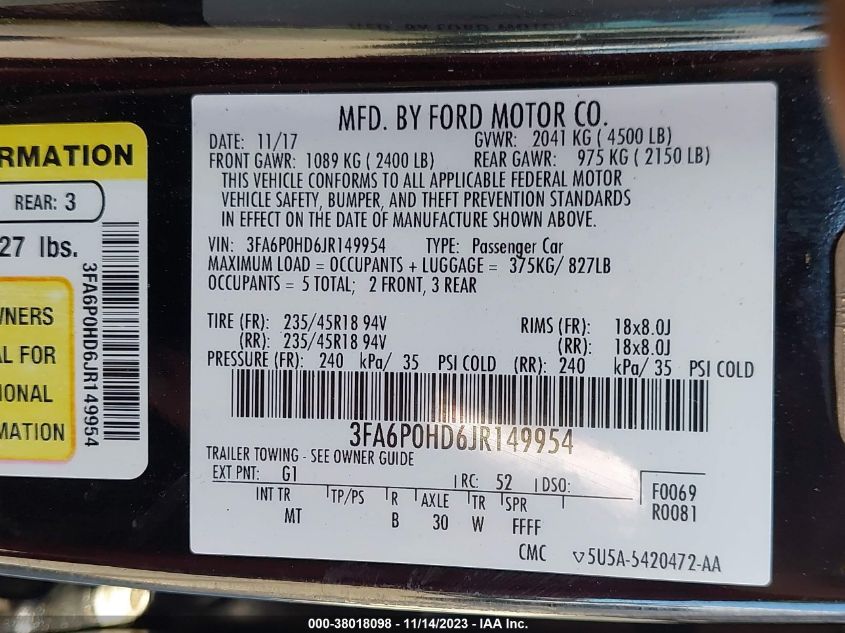 MFD. BY FORD MOTOR CO.
DATE: 11/17 GVWR: 2041 KG ( 4500 LB)
FRONT GAWR: 1089 KG ( 2400 LB) REAR GAWR: 975 KG ( 2150 LB)
THIS VEHICLE CONFORMS TO ALL APPLICABLE FEDERAL MOTOR
VEHICLE SAFETY, BUMPER, AND THEFT PREVENTION STANDARDS
IN EFFECT ON THE DATE OF MANUFACTURE SHOWN ABOVE.
VIN: 3FA6P0HD6JR149954 TYPE: Passenger Car
MAXIMUM LOAD = OCCUPANTS + LUGGAGE = 375KG/ 827LB
OCCUPANTS = 5 TOTAL; 2 FRONT, 3 REAR
TIRE (FR): 235/45R18 94V RIMS (FR): 18x8.0J
(RR): 235/45R18 94V (RR): 18x8.0J
PRESSURE (FR): 240 kPa/ 35 PSI COLD (RR): 240 kPa/ 35 PSI COLD
3FA6P0HD6JR149954
TRAILER TOWING - SEE OWNER GUIDE
EXT PNT: G1 RC: 52 DSO: F0069
INT TR TP/PS R AXLE TR SPR R0081
MT B 30 W FFFF
CMC 5U5A-5420472-AA
RMATION
REAR: 3
27 lbs.
WNERS
AL FOR
IONAL
MATION
3FA6P0HD6JR149954
000-38018098 - 11/14/2023 - IAA Inc.